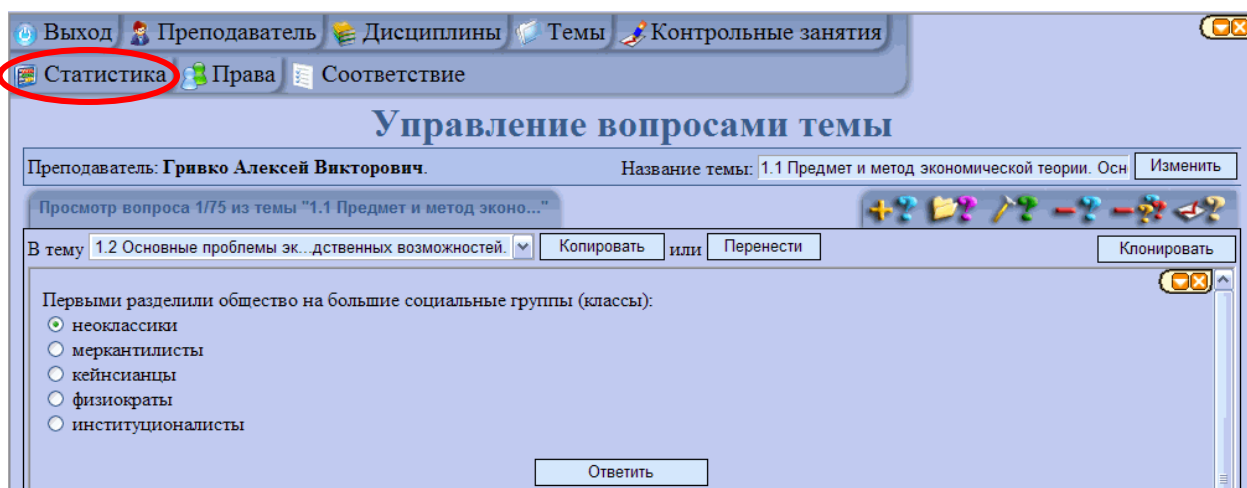 Выход Преподаватель Дисциплины Темы Контрольные занятия
Статистика Права Соответствие
Управление вопросами темы
Преподаватель: Гривко Алексей Викторович. Название темы: 1.1 Предмет и метод экономической теории. Осн Изменить
Просмотр вопроса 1/75 из темы "1.1 Предмет и метод эконо..."
В тему 1.2 Основные проблемы эк...дственных возможностей. Копировать или Перенести Клонировать
Первыми разделили общество на большие социальные группы (классы):
неоклассики
меркантилисты
кейнсианцы
физиократы
институционалисты
Ответить